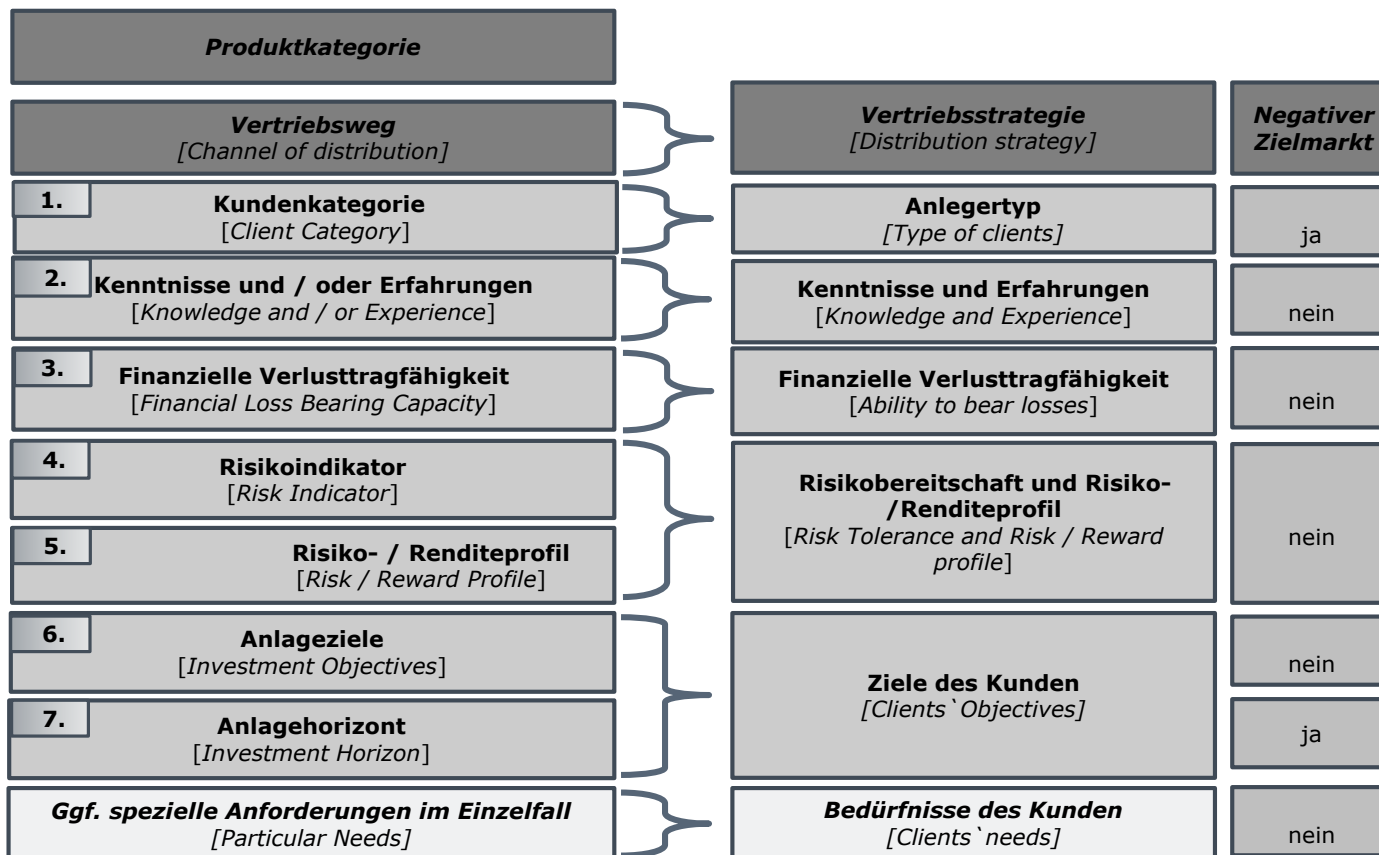 Produktkategorie
Vertriebsweg
[Channel of distribution]
Vertriebsstrategie
[Distribution strategy]
Negativer
Zielmarkt
1.
Kundenkategorie
[Client Category]
Anlegertyp
[Type of clients]
ja
2.
Kenntnisse und / oder Erfahrungen
[Knowledge and / or Experience]
Kenntnisse und Erfahrungen
[Knowledge and Experience]
nein
3.
Finanzielle Verlusttragfähigkeit
[Financial Loss Bearing Capacity]
Finanzielle Verlusttragfähigkeit
[Ability to bear losses]
nein
4.
Risikoindikator
[Risk Indicator]
5.
Risiko- / Renditeprofil
[Risk / Reward Profile]
Risikobereitschaft und Risiko-
/Renditeprofil
[Risk Tolerance and Risk / Reward
profile]
nein
6.
Anlageziele
[Investment Objectives]
nein
7.
Anlagehorizont
[Investment Horizon]
Ziele des Kunden
[Clients`Objectives]
ja
Ggf. spezielle Anforderungen im Einzelfall
[Particular Needs]
Bedürfnisse des Kunden
[Clients`needs]
nein